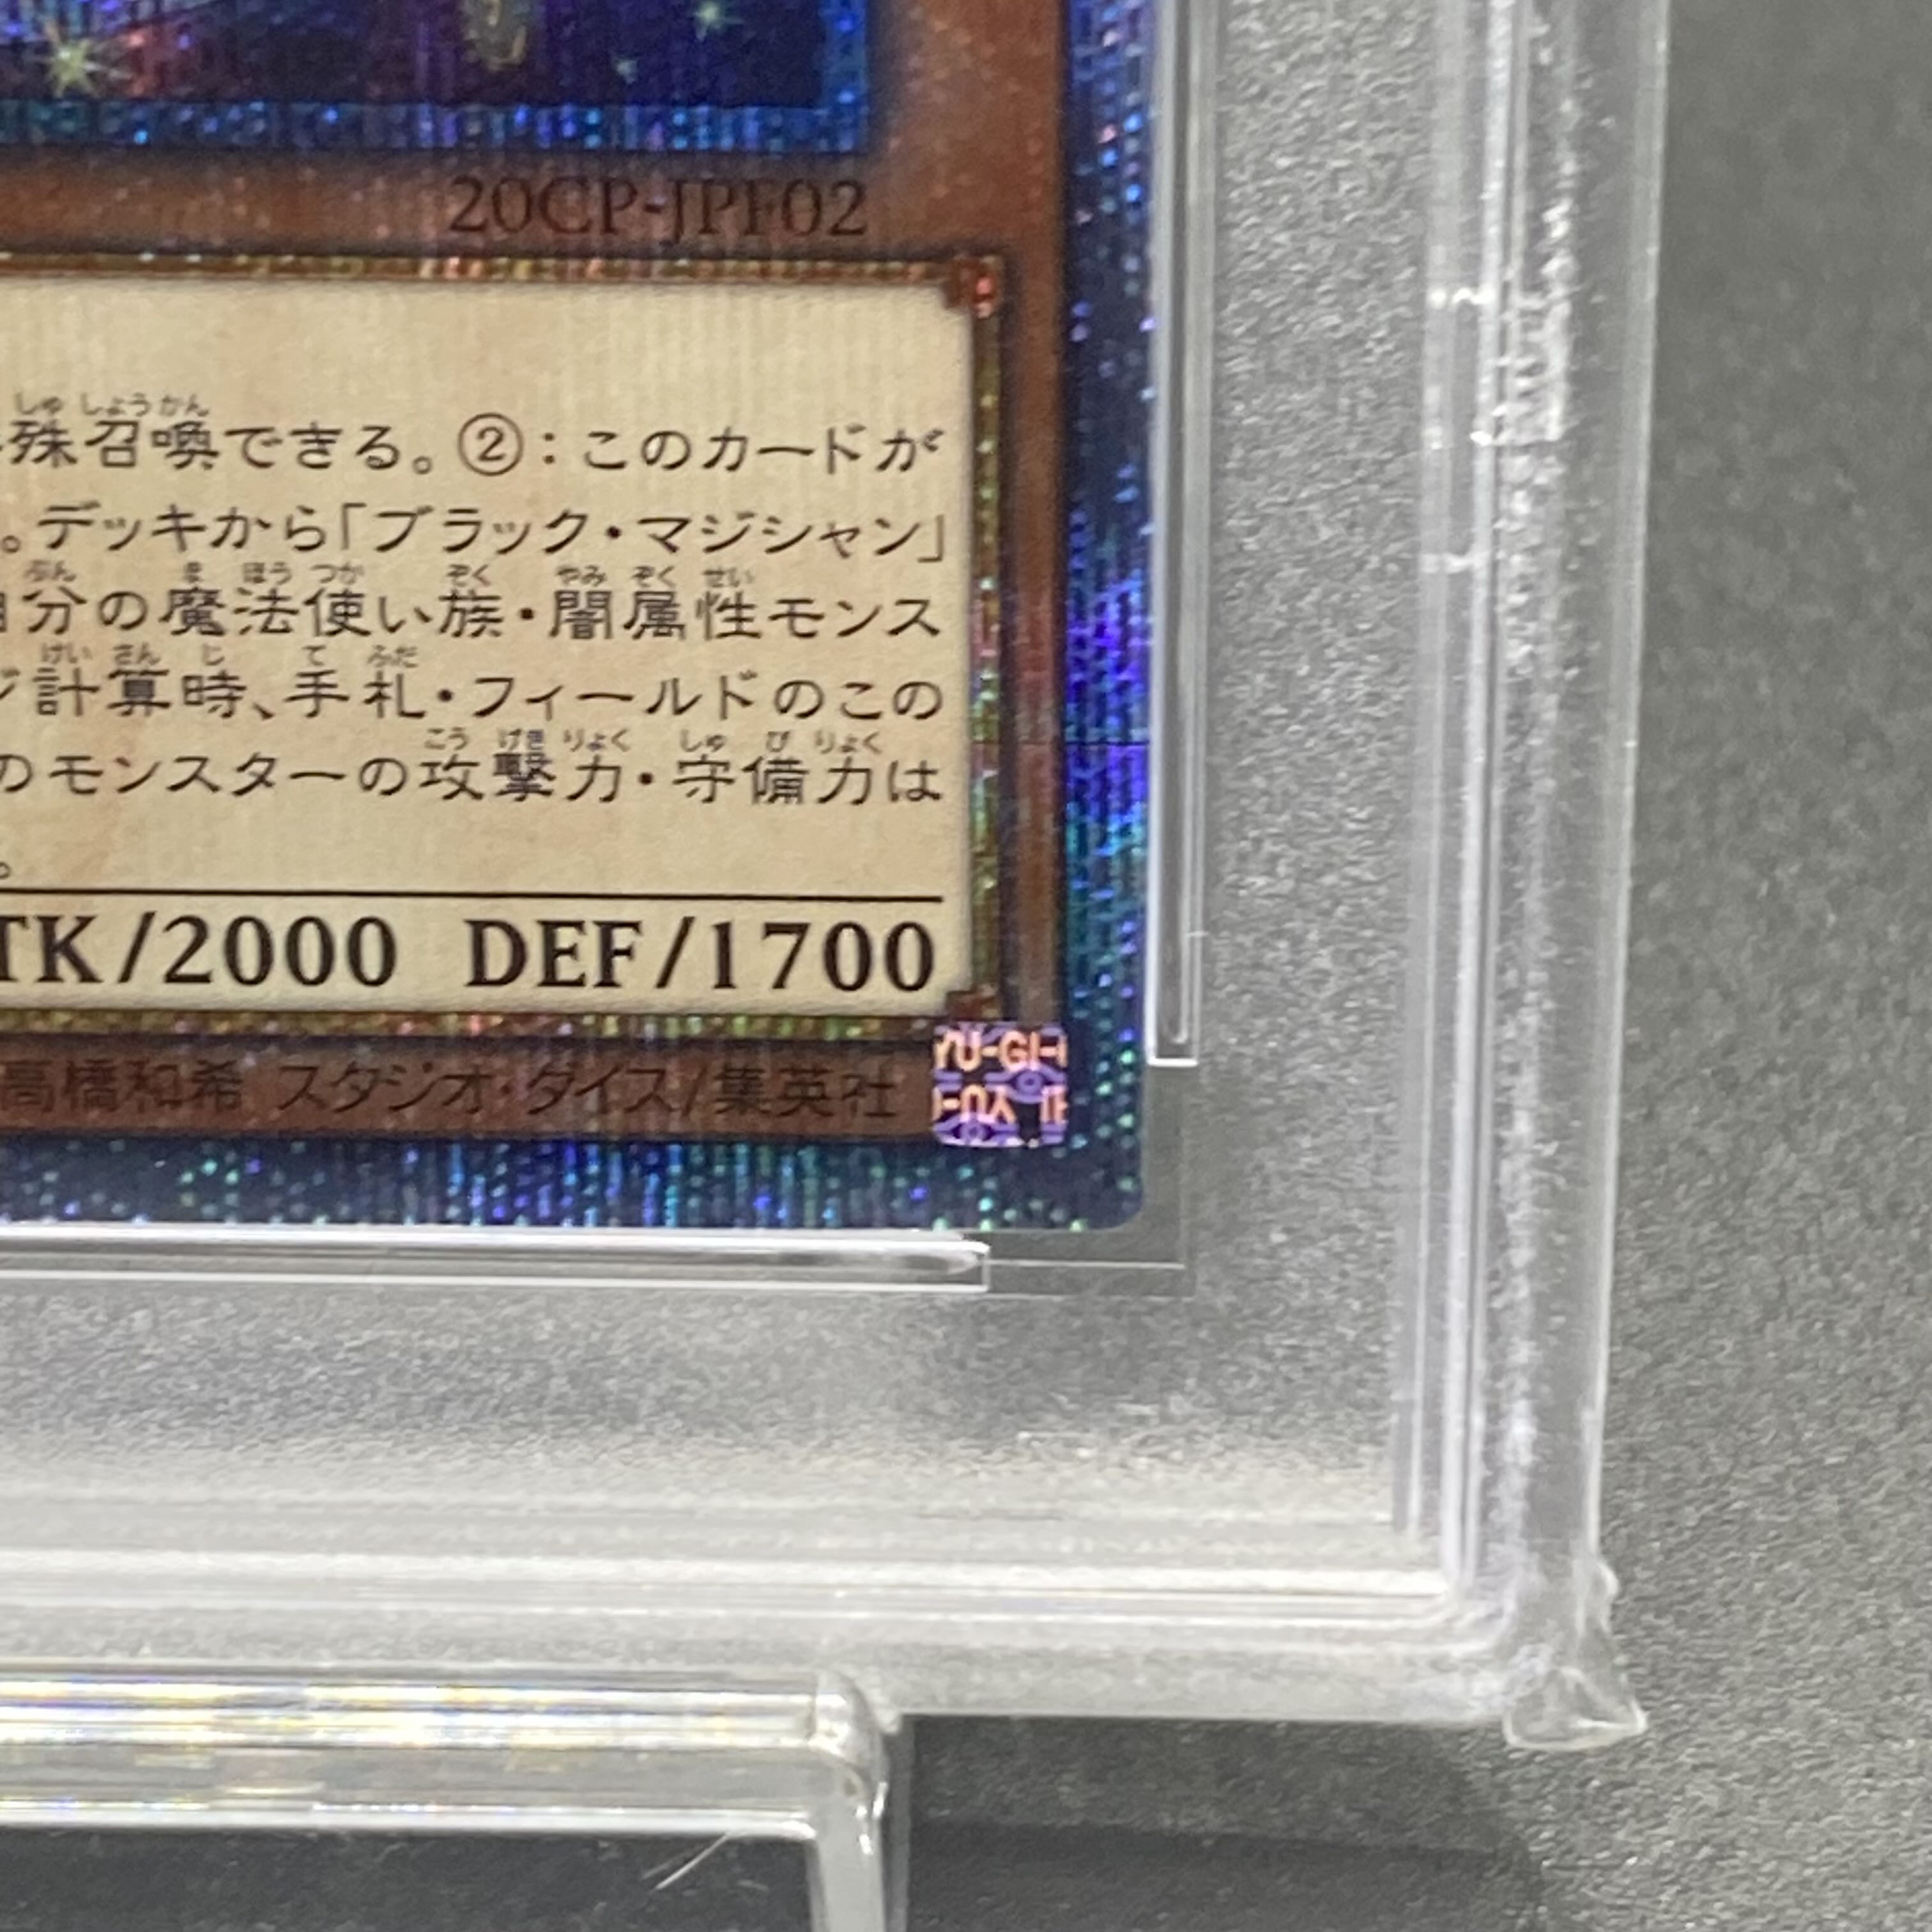 20CP-JPF02
しゅ しょうかん
殊召喚できる。②：このカードが
。デッキから「ブラック・マジシャン」
ぶん ま ほう つか ぞく やみ ぞく せい
分の魔法使い族・闇属性モンス
けい さん じ て ふだ
ジ計算時、手札・フィールドのこの
こう げき りょく しゅ び りょく
のモンスターの攻撃力・守備力は
。
TK/2000 DEF/1700
高橋和希 スタジオ・ダイス/集英社
YU-GI-